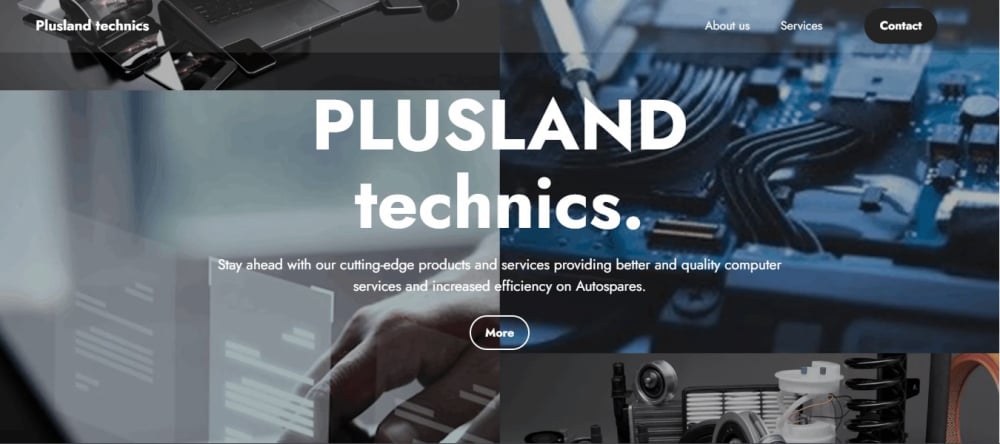 Plusland technics
About us
Services
Contact
PLUSLAND
technics.
Stay ahead with our cutting-edge products and services providing better and quality computer
services and increased efficiency on Autospares.
More